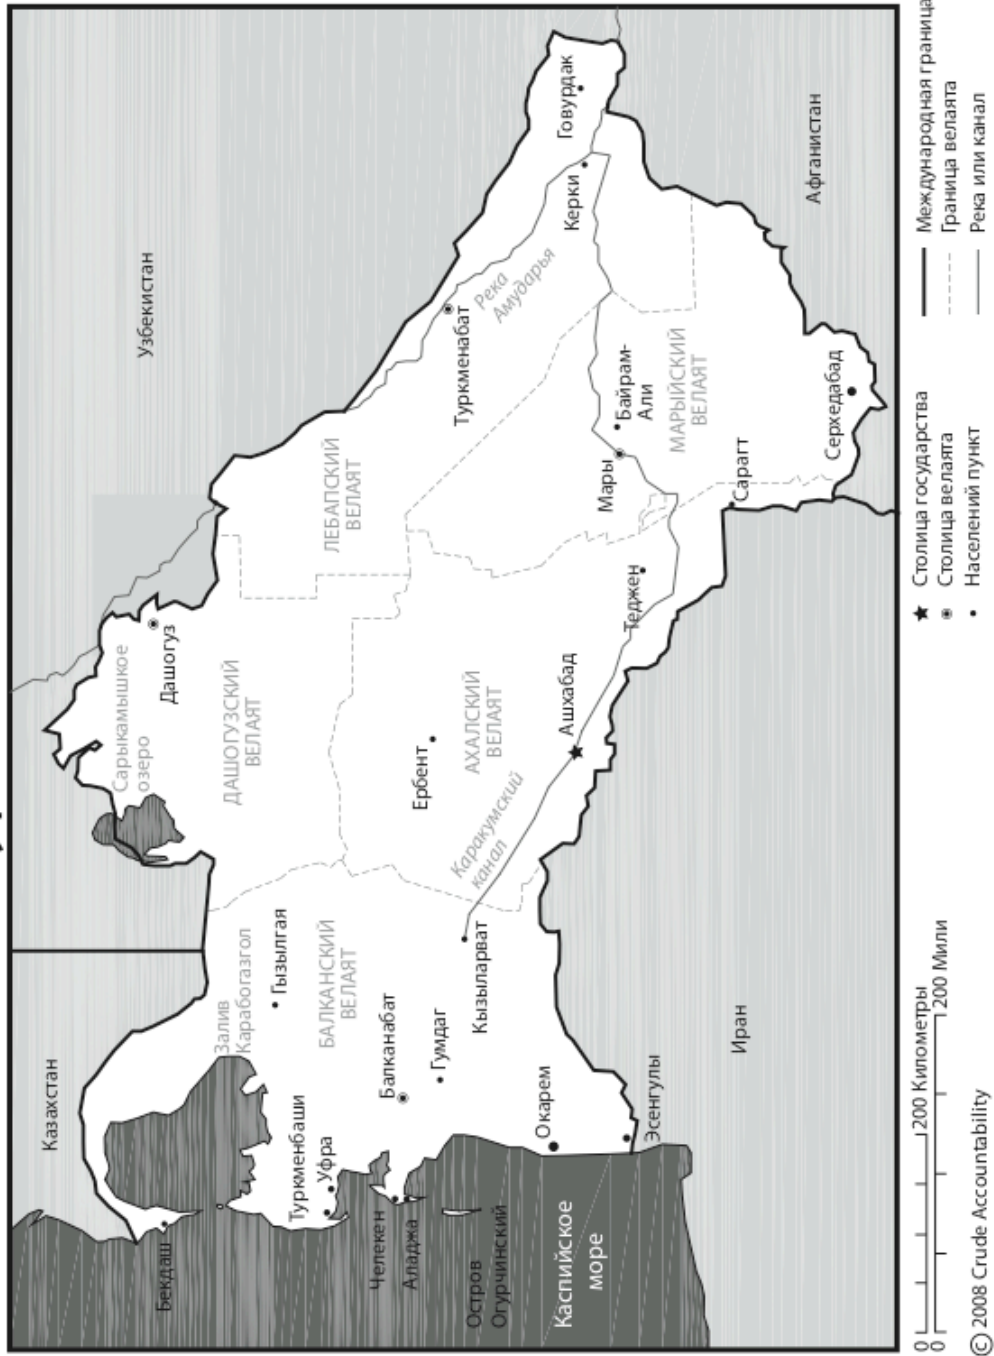 Казахстан
Узбекистан
Афганистан
Иран
Сарыкамышкое
озеро
Дашогуз
ДАШОГУЗСКИЙ
ВЕЛАЯТ
ЛЕБАПСКИЙ
ВЕЛАЯТ
Туркменабат
Река
Амударья
Керки
Говурдак
Залив
Карабогазгол
Гызылгая
БАЛКАНСКИЙ
ВЕЛАЯТ
Бекдаш
Туркменбаши
Уфра
Балканабат
Челекен
Аладжа
Гумдаг
Кызыларват
Остров
Огурчинский
Окарем
Каспийское
море
Эсенгулы
Ербент
АХАЛСКИЙ
ВЕЛАЯТ
Каракумский
канал
Ашхабад
Теджен
Мары
Байрам-
Али
МАРЫЙСКИЙ
ВЕЛАЯТ
Сарагт
Серхедабад
0 200 Километры
0 200 Мили
Столица государства
Столица велаята
Населений пункт
Международная граница
Граница велаята
Река или канал
© 2008 Crude Accountability